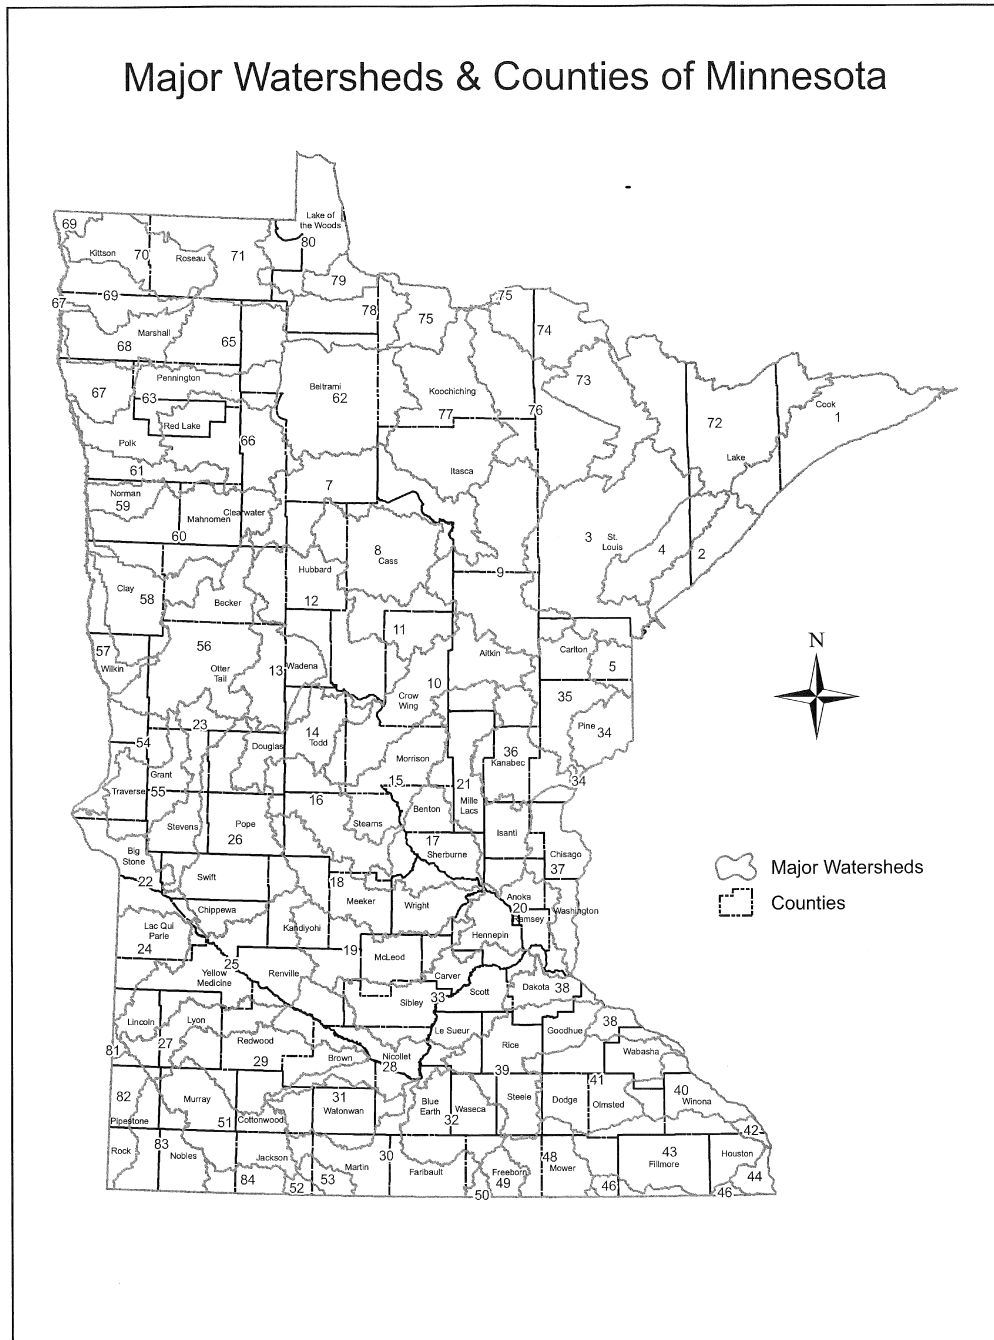 Major Watersheds & Counties of Minnesota
Lake of
the Woods
69
80
Kittson
70
Roseau
71
79
67
69
78
75
75
74
Marshall
68
65
73
Pennington
67
63
Beltrami
62
Koochiching
Cook
1
Red Lake
77
76
72
Polk
66
Lake
61
7
Itasca
Norman
59
Mahnomen
Clearwater
60
3
St.
Louis
4
2
8
Cass
Hubbard
9
Clay
58
Becker
12
11
N
57
Wilkin
56
Otter
Tail
13
Wadena
Aitkin
Carlton
5
10
Crow
Wing
35
23
14
Todd
Pine
34
54
Douglas
Morrison
36
Kanabec
Grant
Traverse
55
15
21
34
16
Mille
Lacs
Benton
Stevens
Pope
26
Stearns
Isanti
17
Sherburne
Big
Stone
Chisago
37
Major Watersheds
22
Swift
18
Meeker
Wright
Anoka
20
Ramsey
Washington
Counties
Chippewa
Lac Qui
Parle
24
Kandiyohi
Hennepin
19
McLeod
25
Yellow
Medicine
Renville
Carver
Scott
Dakota
38
Sibley
33
Lincoln
Lyon
Le Sueur
Goodhue
38
81
27
Redwood
29
Rice
Wabasha
Brown
Nicollet
28
39
41
82
Murray
31
Watonwan
Blue
Earth
Waseca
32
Steele
Dodge
Olmsted
40
Winona
Pipestone
51
Cottonwood
42
Rock
83
Nobles
Jackson
Martin
30
Faribault
Freeborn
49
48
Mower
43
Fillmore
Houston
44
84
52
53
50
46
46